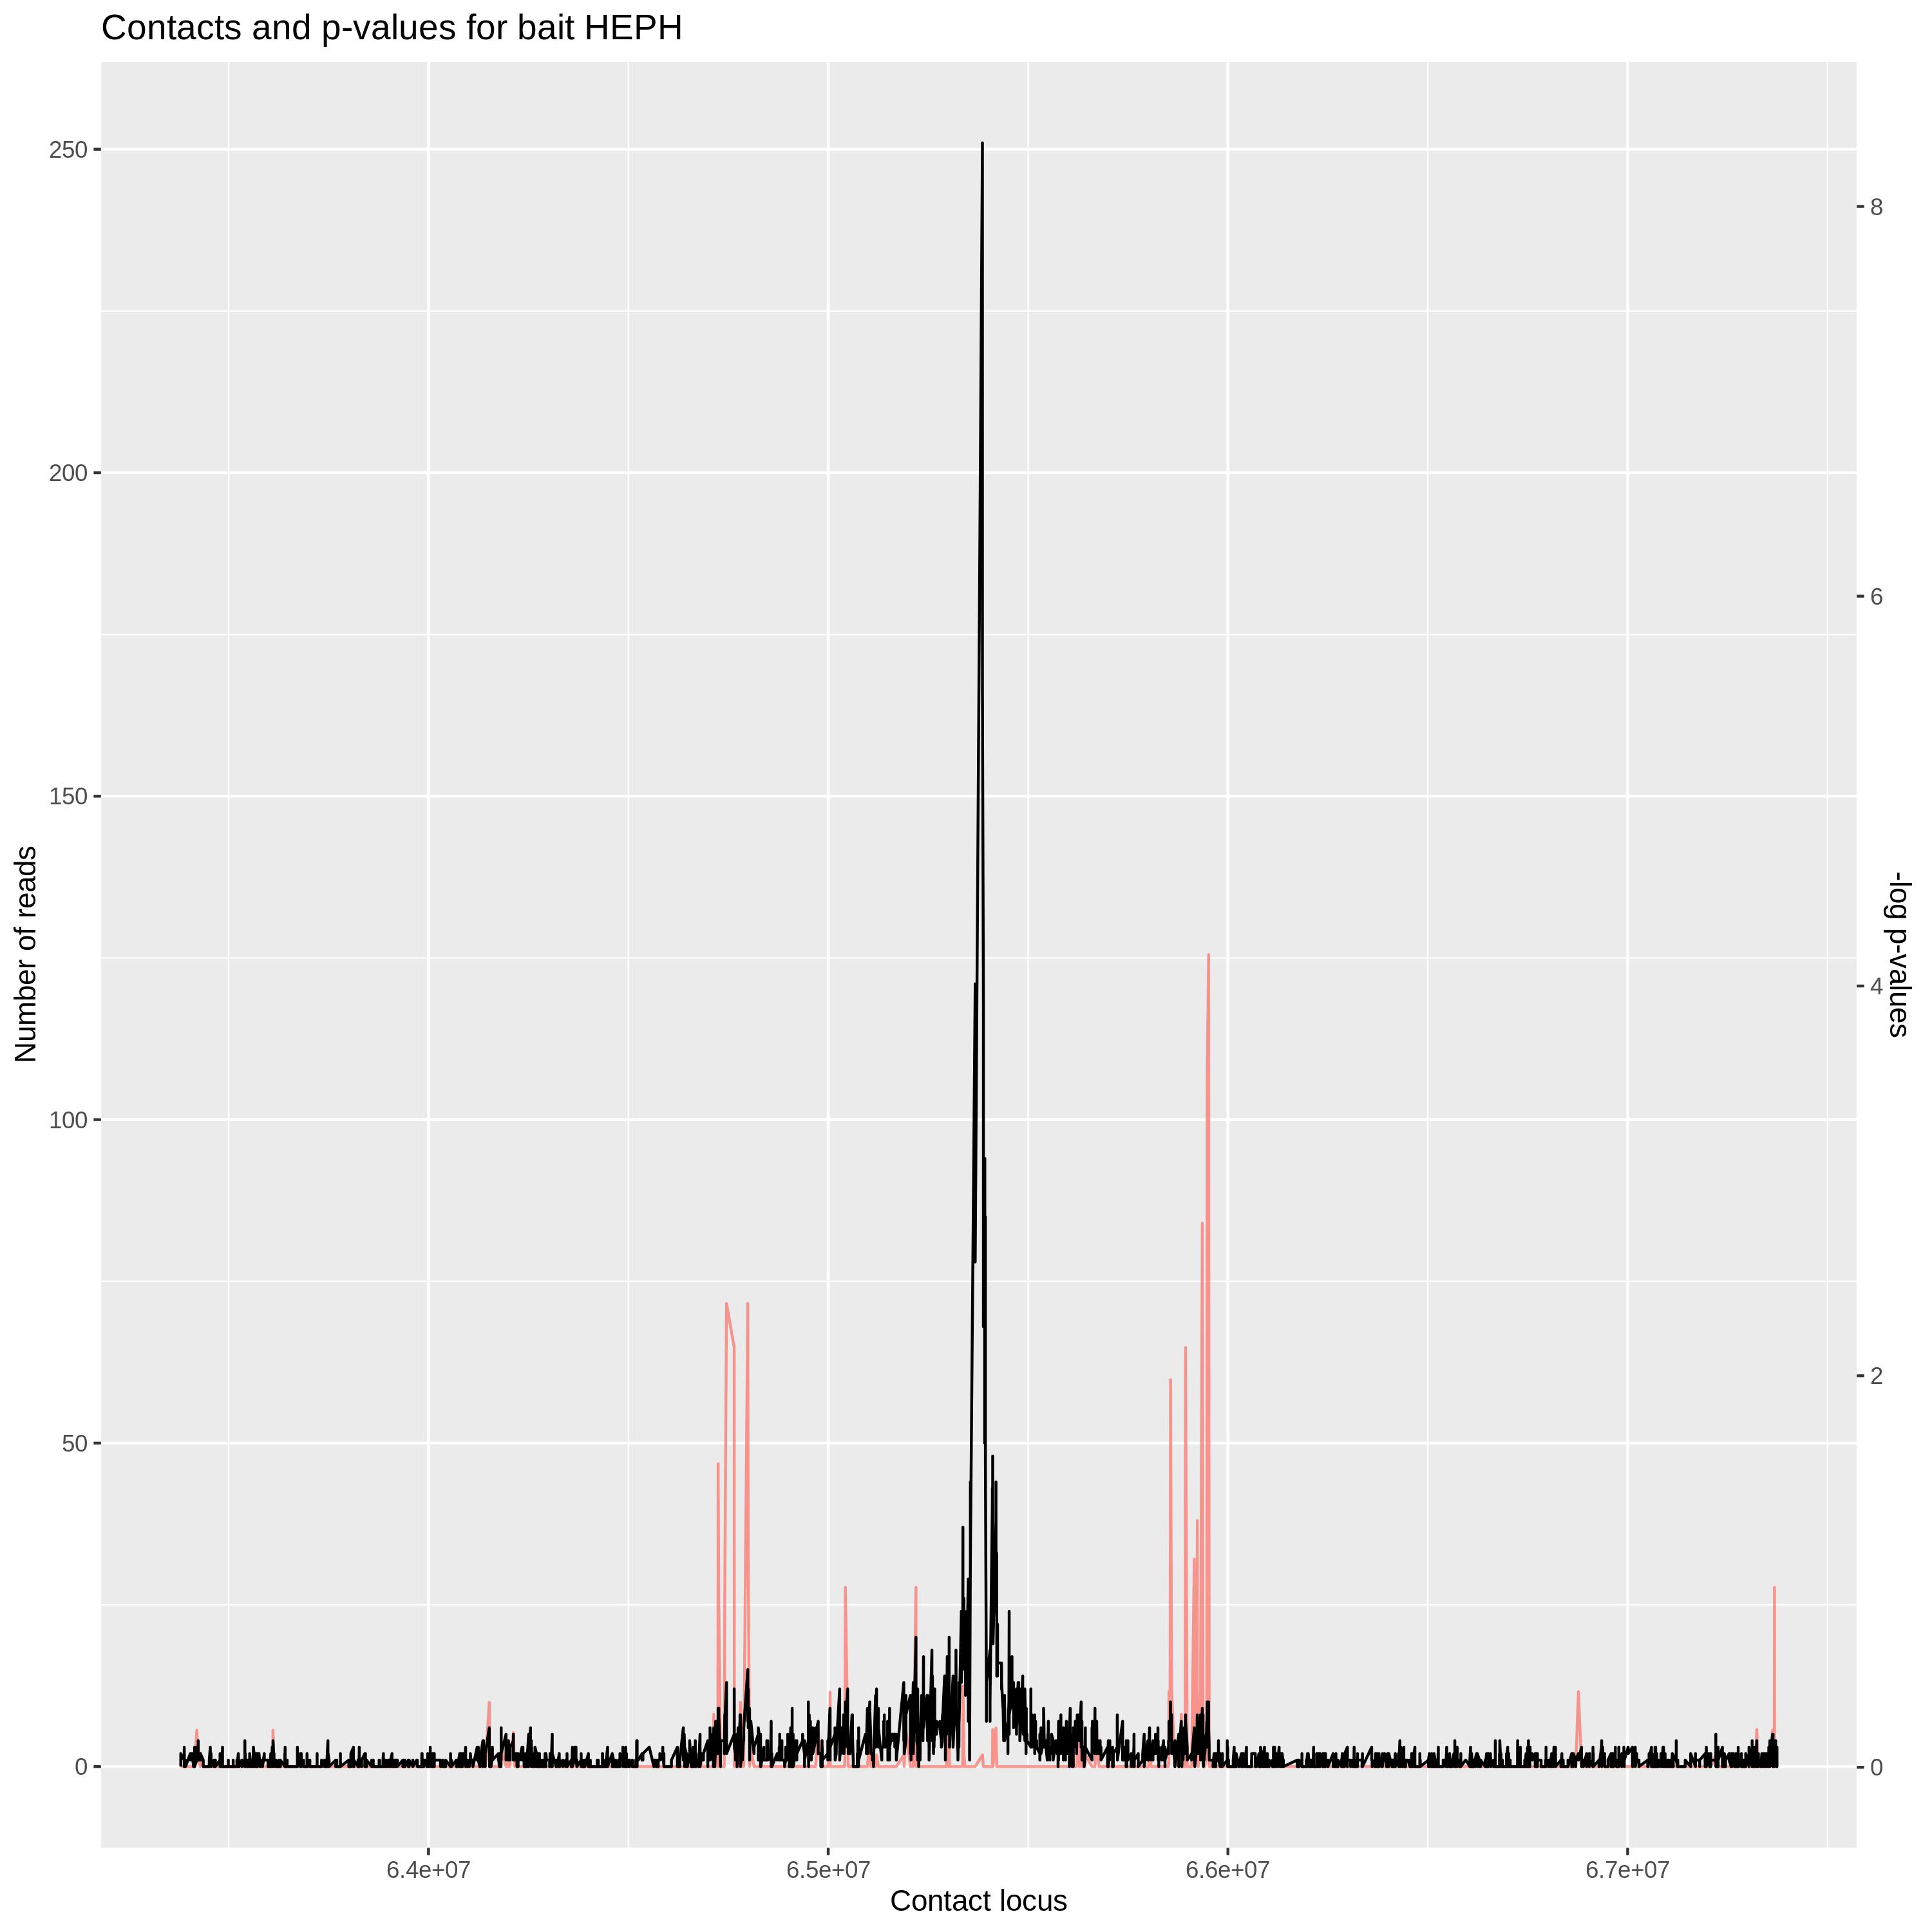 Contacts and p-values for bait HEPH
250
200
150
100
50
0
Number of reads
8
6
4
2
0
-log p-values
6.4e+07
6.5e+07
6.6e+07
6.7e+07
Contact locus